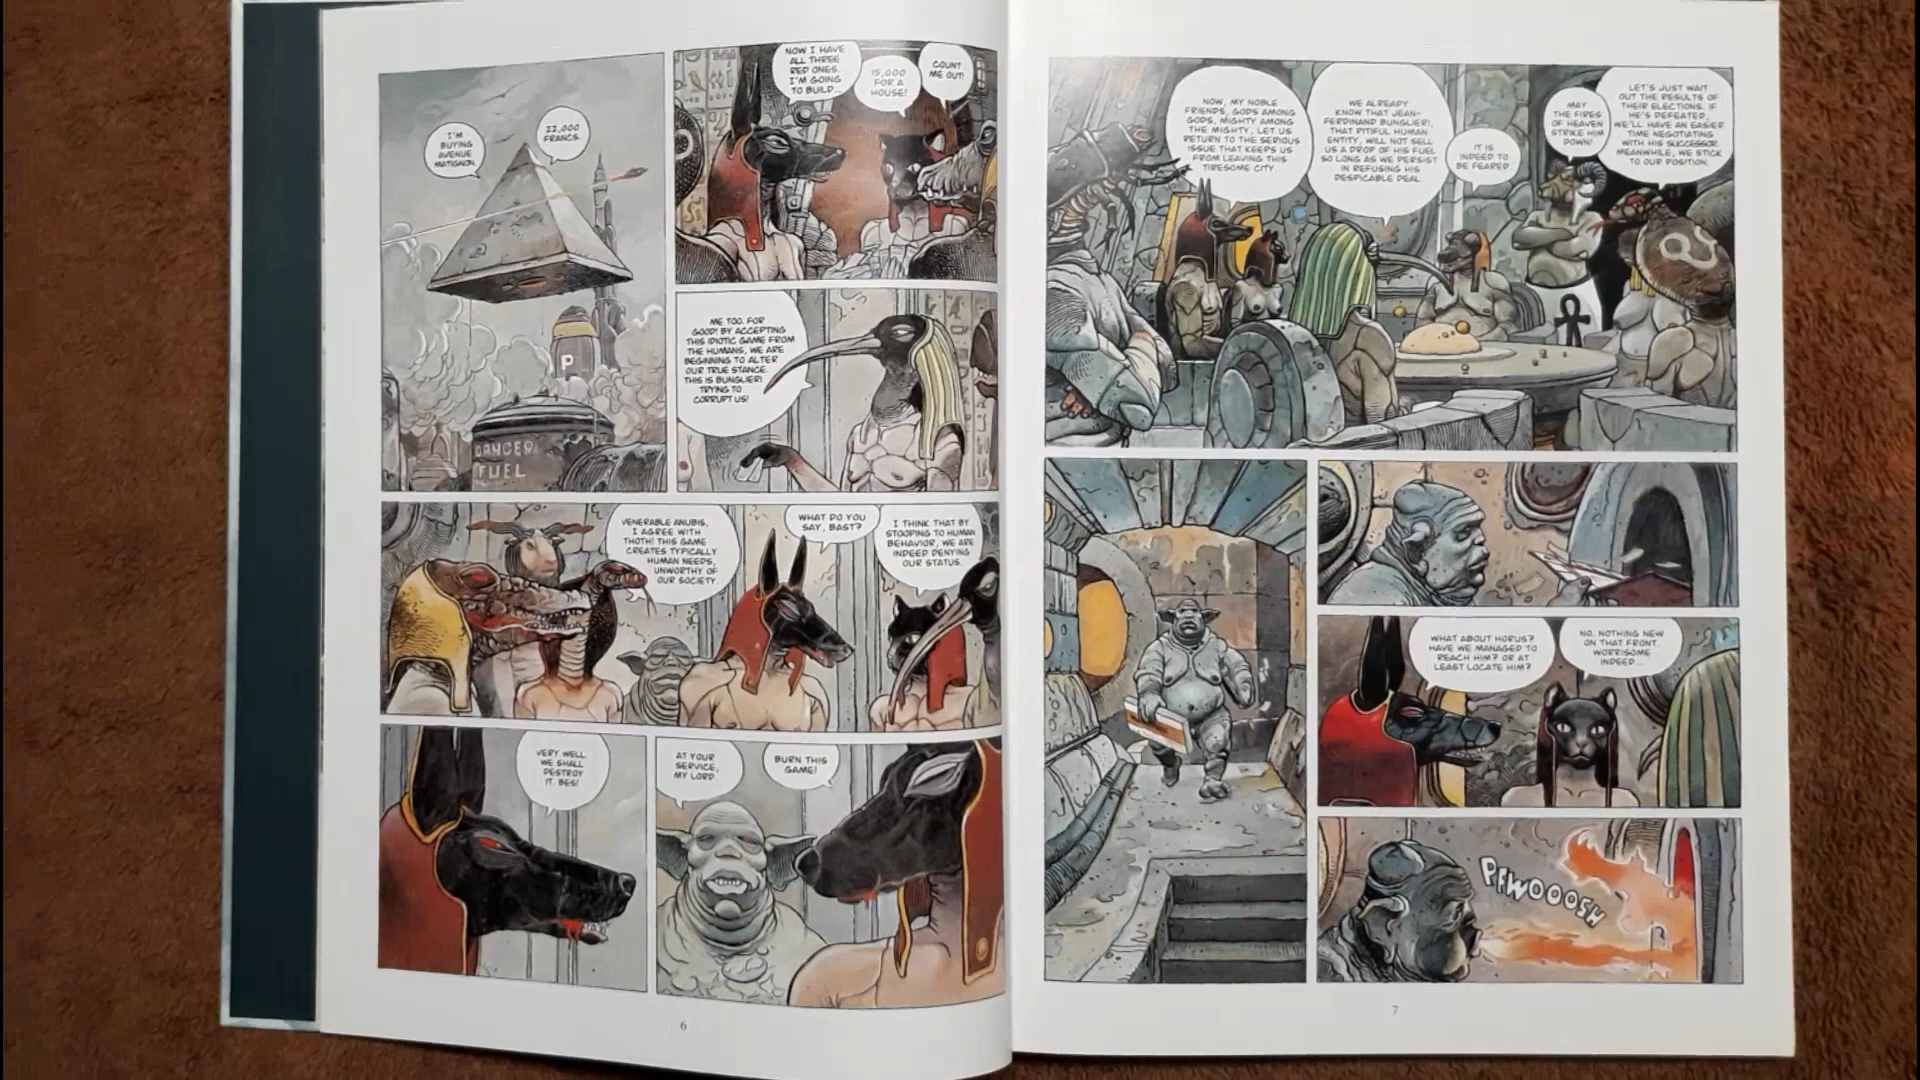 I'M
BUYING
AVENUE
MATIGNON.
22,000
FRANCS.
P
DANGER
FUEL
NOW I HAVE
ALL THREE
RED ONES.
I'M GOING
TO BUILD...
15,000
FOR A
HOUSE!
COUNT
ME OUT!
ME TOO. FOR
GOOD! BY ACCEPTING
THIS IDIOTIC GAME FROM
THE HUMANS, WE ARE
BEGINNING TO ALTER
OUR TRUE STANCE.
THIS IS BUNGLIERI
TRYING TO
CORRUPT US!
VENERABLE ANUBIS,
I AGREE WITH
THOTH! THIS GAME
CREATES TYPICALLY
HUMAN NEEDS,
UNWORTHY OF
OUR SOCIETY.
WHAT DO YOU
SAY, BAST?
I THINK THAT BY
STOOPING TO HUMAN
BEHAVIOR, WE ARE
INDEED DENYING
OUR STATUS.
VERY WELL.
WE SHALL
DESTROY
IT. BES!
AT YOUR
SERVICE,
MY LORD.
BURN THIS
GAME!
6
NOW, MY NOBLE
FRIENDS, GODS AMONG
GODS, MIGHTY AMONG
THE MIGHTY, LET US
RETURN TO THE SERIOUS
ISSUE THAT KEEPS US
FROM LEAVING THIS
TIRESOME CITY
WE ALREADY
KNOW THAT JEAN-
FERDINAND BUNGLIERI,
THAT PITIFUL HUMAN
ENTITY, WILL NOT SELL
US A DROP OF HIS FUEL
SO LONG AS WE PERSIST
IN REFUSING HIS
DESPICABLE DEAL.
IT IS
INDEED TO
BE FEARED.
MAY
THE FIRES
OF HEAVEN
STRIKE HIM
DOWN!
LET'S JUST WAIT
OUT THE RESULTS OF
THEIR ELECTIONS. IF
HE'S DEFEATED,
WE'LL HAVE AN EASIER
TIME NEGOTIATING
WITH HIS SUCCESSOR.
MEANWHILE, WE STICK
TO OUR POSITION.
WHAT ABOUT HORUS?
HAVE WE MANAGED TO
REACH HIM? OR AT
LEAST LOCATE HIM?
NO. NOTHING NEW
ON THAT FRONT.
WORRISOME
INDEED...
PFWOOOSH
7